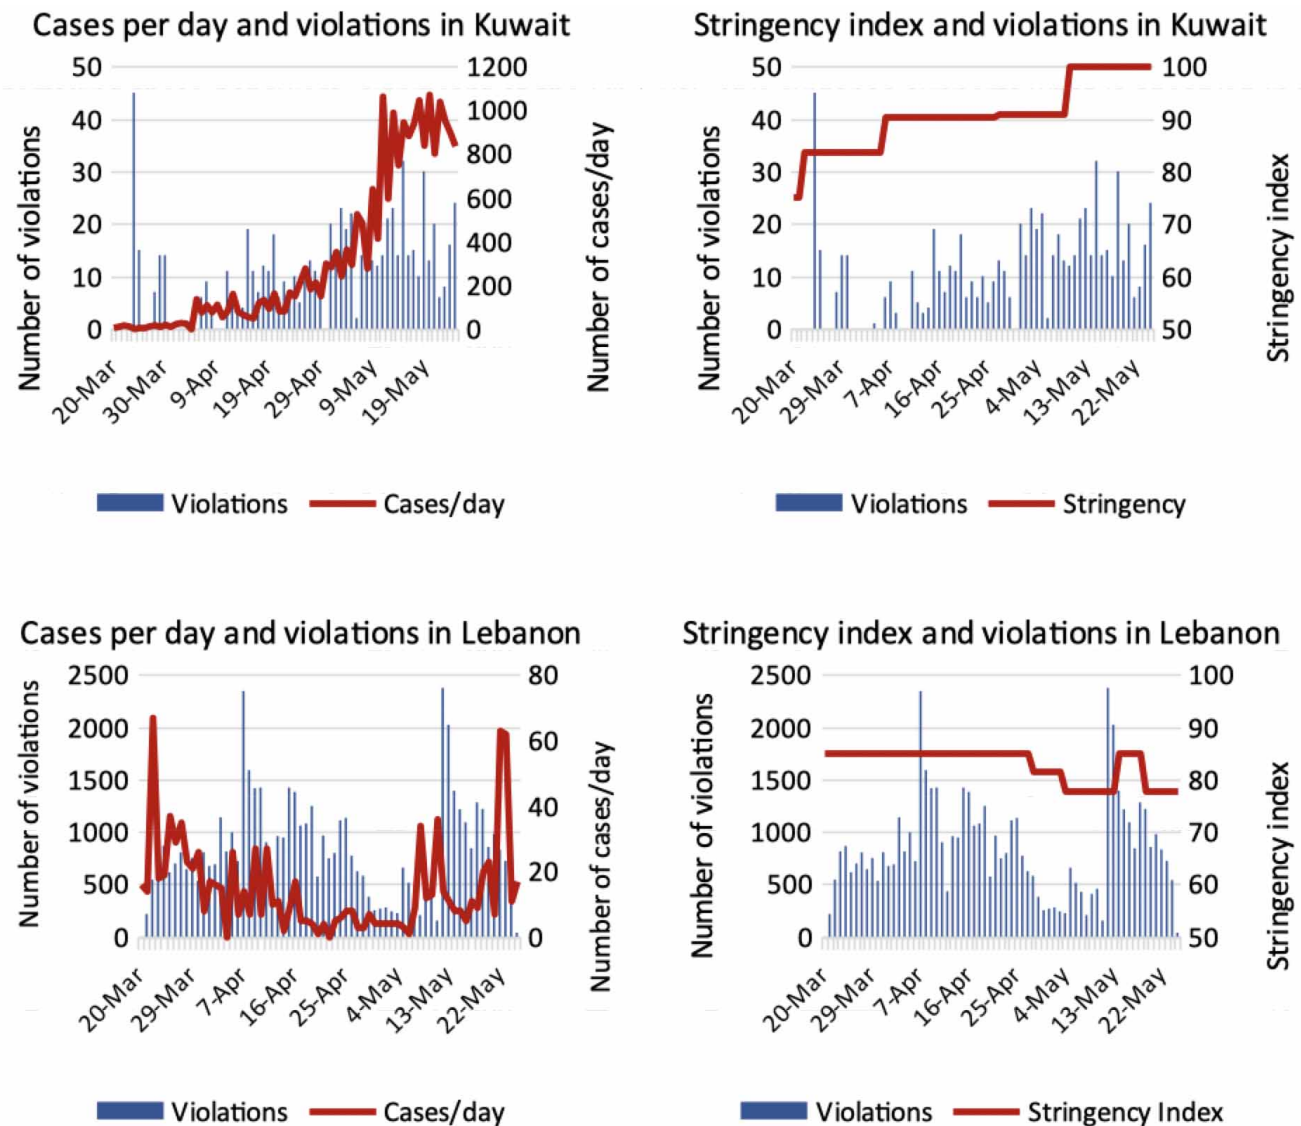 Cases per day and violations in Kuwait
Number of violations
50
40
30
20
10
0
1200
1000
800
600
400
200
0
Number of cases/day
20-Mar
30-Mar
9-Apr
19-Apr
29-Apr
9-May
19-May
Violations
Cases/day
Stringency index and violations in Kuwait
Number of violations
50
40
30
20
10
0
100
90
80
70
60
50
Stringency index
20-Mar
29-Mar
7-Apr
16-Apr
25-Apr
4-May
13-May
22-May
Violations
Stringency
Cases per day and violations in Lebanon
Number of violations
2500
2000
1500
1000
500
0
80
60
40
20
0
Number of cases/day
20-Mar
29-Mar
7-Apr
16-Apr
25-Apr
4-May
13-May
22-May
Violations
Cases/day
Stringency index and violations in Lebanon
Number of violations
2500
2000
1500
1000
500
0
100
90
80
70
60
50
Stringency index
20-Mar
29-Mar
7-Apr
16-Apr
25-Apr
4-May
13-May
22-May
Violations
Stringency Index